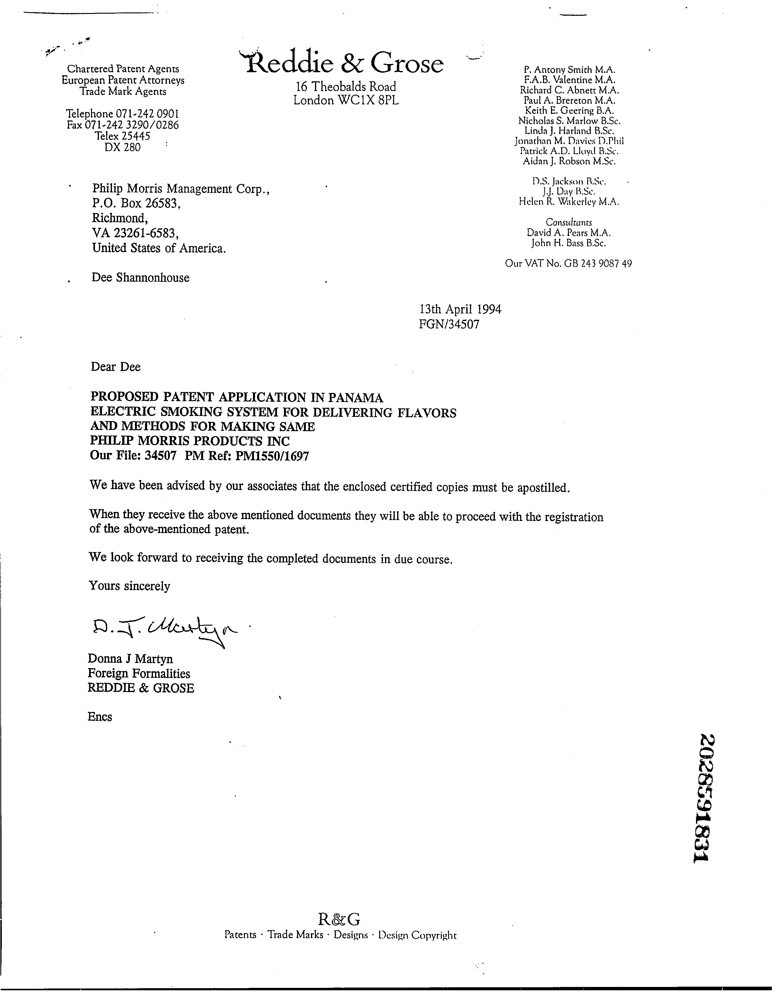 Reddie & Grose
16 Theobalds Road
London WC1X 8PL
Chartered Patent Agents
European Patent Attorneys
Trade Mark Agents
Telephone 071-242 0901
Fax 071-242 3290/0286
Telex 25445
DX 280
P. Antony Smith M.A.
F.A.B. Valentine M.A.
Richard C. Abnett M.A.
Paul A. Brereton M.A.
Keith E. Geering B.A.
Nicholas S. Marlow B.Sc.
Linda J. Harland B.Sc.
Jonathan M. Davies D.Phil
Patrick A.D. Lloyd B.Sc.
Aidan J. Robson M.Sc.
D.S. Jackson B.Sc.
J.J. Day B.Sc.
Helen R. Wakerley M.A.
Consultants
David A. Pears M.A.
John H. Bass B.Sc.
Our VAT No. GB 243 9087 49
Philip Morris Management Corp.,
P.O. Box 26583,
Richmond,
VA 23261-6583,
United States of America.
Dee Shannonhouse
13th April 1994
FGN/34507
Dear Dee
PROPOSED PATENT APPLICATION IN PANAMA
ELECTRIC SMOKING SYSTEM FOR DELIVERING FLAVORS
AND METHODS FOR MAKING SAME
PHILIP MORRIS PRODUCTS INC
Our File: 34507 PM Ref: PM1550/1697
We have been advised by our associates that the enclosed certified copies must be apostilled.
When they receive the above mentioned documents they will be able to proceed with the registration
of the above-mentioned patent.
We look forward to receiving the completed documents in due course.
Yours sincerely
D. J. Martyn
Donna J Martyn
Foreign Formalities
REDDIE & GROSE
Encs
2028591831
R&G
Patents · Trade Marks · Designs · Design Copyright